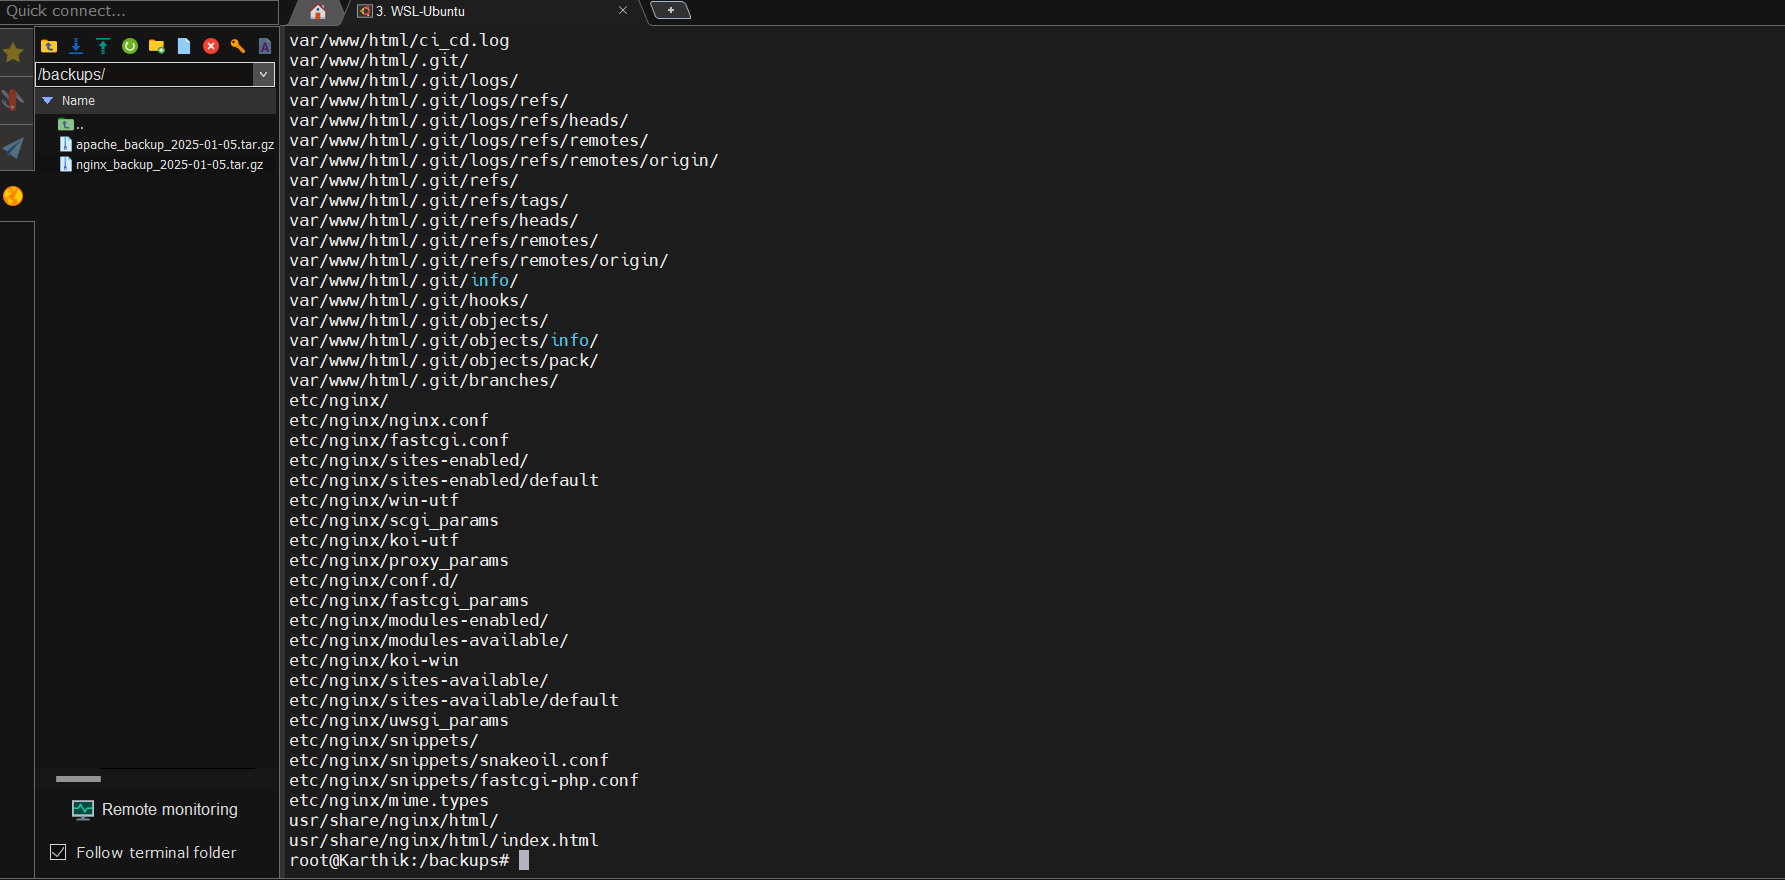 Quick connect...
3. WSL-Ubuntu
/backups/
Name
..
apache_backup_2025-01-05.tar.gz
nginx_backup_2025-01-05.tar.gz
Remote monitoring
Follow terminal folder
var/www/html/ci_cd.log
var/www/html/.git/
var/www/html/.git/logs/
var/www/html/.git/logs/refs/
var/www/html/.git/logs/refs/heads/
var/www/html/.git/logs/refs/remotes/
var/www/html/.git/logs/refs/remotes/origin/
var/www/html/.git/refs/
var/www/html/.git/refs/tags/
var/www/html/.git/refs/heads/
var/www/html/.git/refs/remotes/
var/www/html/.git/refs/remotes/origin/
var/www/html/.git/info/
var/www/html/.git/hooks/
var/www/html/.git/objects/
var/www/html/.git/objects/info/
var/www/html/.git/objects/pack/
var/www/html/.git/branches/
etc/nginx/
etc/nginx/nginx.conf
etc/nginx/fastcgi.conf
etc/nginx/sites-enabled/
etc/nginx/sites-enabled/default
etc/nginx/win-utf
etc/nginx/scgi_params
etc/nginx/koi-utf
etc/nginx/proxy_params
etc/nginx/conf.d/
etc/nginx/fastcgi_params
etc/nginx/modules-enabled/
etc/nginx/modules-available/
etc/nginx/koi-win
etc/nginx/sites-available/
etc/nginx/sites-available/default
etc/nginx/uwsgi_params
etc/nginx/snippets/
etc/nginx/snippets/snakeoil.conf
etc/nginx/snippets/fastcgi-php.conf
etc/nginx/mime.types
usr/share/nginx/html/
usr/share/nginx/html/index.html
root@Karthik:/backups#